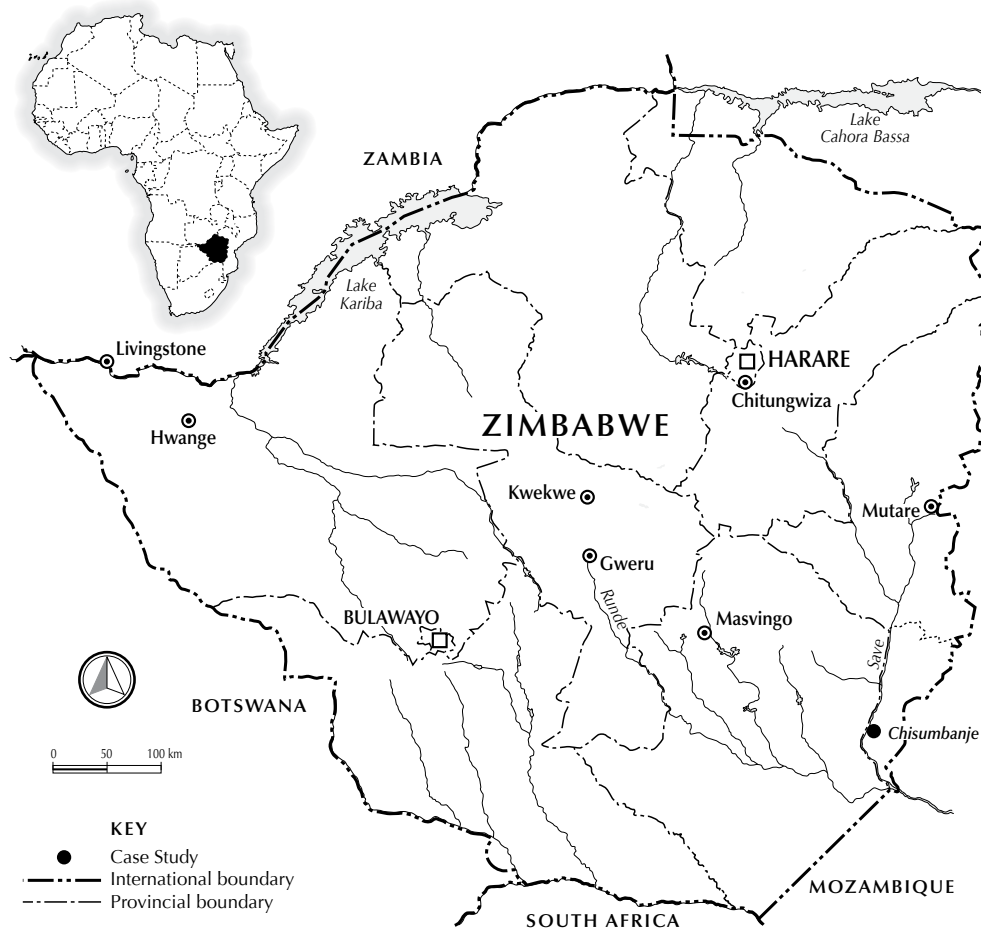 Lake
Cahora Bassa
ZAMBIA
Lake
Kariba
Livingstone
HARARE
Chitungwiza
Hwange
ZIMBABWE
Kwekwe
Mutare
Gweru
Runde
BULAWAYO
Masvingo
Save
BOTSWANA
Chisumbanje
0 50 100 km
KEY
Case Study
International boundary
Provincial boundary
MOZAMBIQUE
SOUTH AFRICA